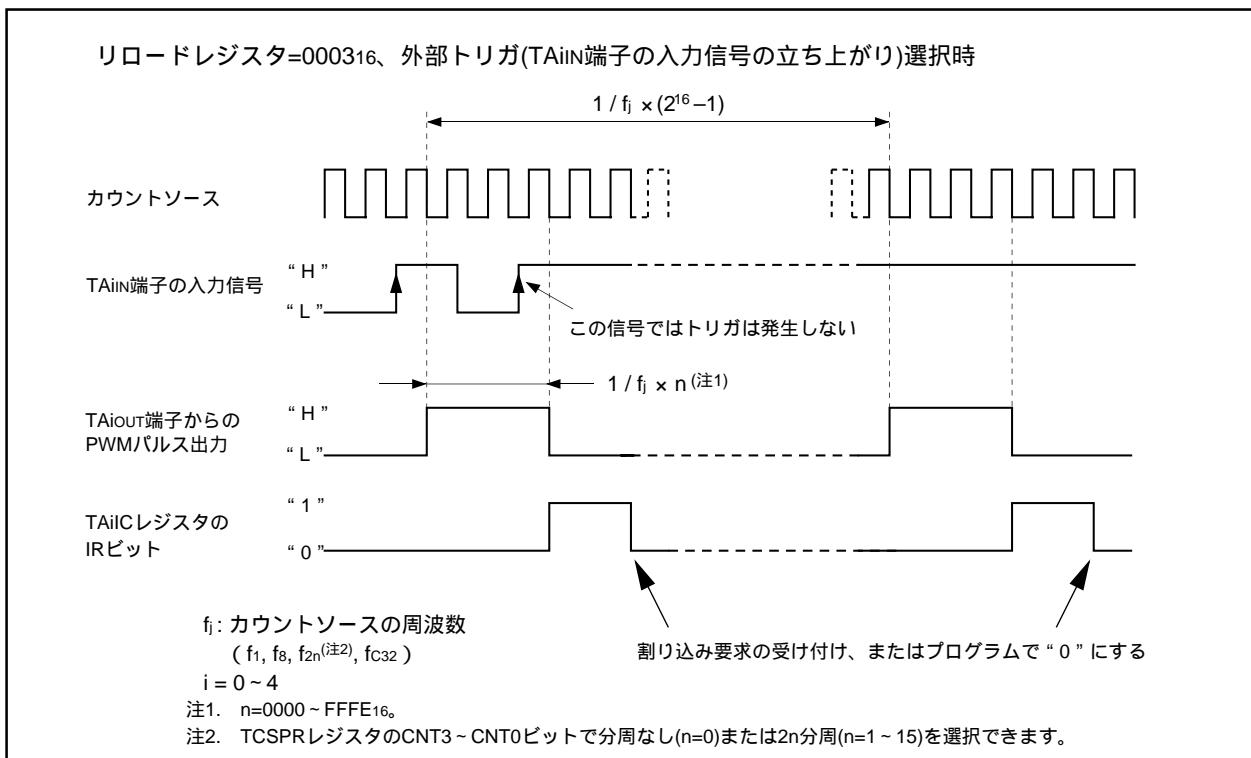 リロードレジスタ=000316、外部トリガ(TAiIN端子の入力信号の立ち上がり)選択時
1 / fj ×(216 –1)
カウントソース
TAiIN端子の入力信号
“ H ”
“ L ”
この信号ではトリガは発生しない
1 / fj × n (注1)
TAiOUT端子からの
PWMパルス出力
“ H ”
“ L ”
TAiICレジスタの
IRビット
“ 1 ”
“ 0 ”
fj : カウントソースの周波数
( f1, f8, f2n(注2), fC32 )
i = 0 ~ 4
割り込み要求の受け付け、またはプログラムで “ 0 ” にする
注1. n=0000 ~ FFFE16。
注2. TCSPRレジスタのCNT3 ~ CNT0ビットで分周なし(n=0)または2n分周(n=1 ~ 15)を選択できます。